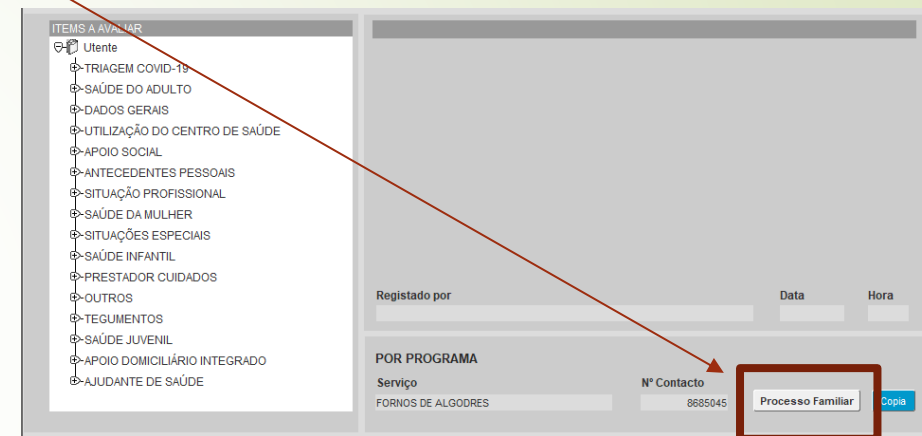 ITEMS A AVALIAR
Utente
TRIAGEM COVID-19
SAÚDE DO ADULTO
DADOS GERAIS
UTILIZAÇÃO DO CENTRO DE SAÚDE
APOIO SOCIAL
ANTECEDENTES PESSOAIS
SITUAÇÃO PROFISSIONAL
SAÚDE DA MULHER
SITUAÇÕES ESPECIAIS
SAÚDE INFANTIL
PRESTADOR CUIDADOS
OUTROS
TEGUMENTOS
SAÚDE JUVENIL
APOIO DOMICILIÁRIO INTEGRADO
AJUDANTE DE SAÚDE
Registado por Data Hora
POR PROGRAMA
Serviço Nº Contacto
FORNOS DE ALGODRES 8685045 Processo Familiar Copia